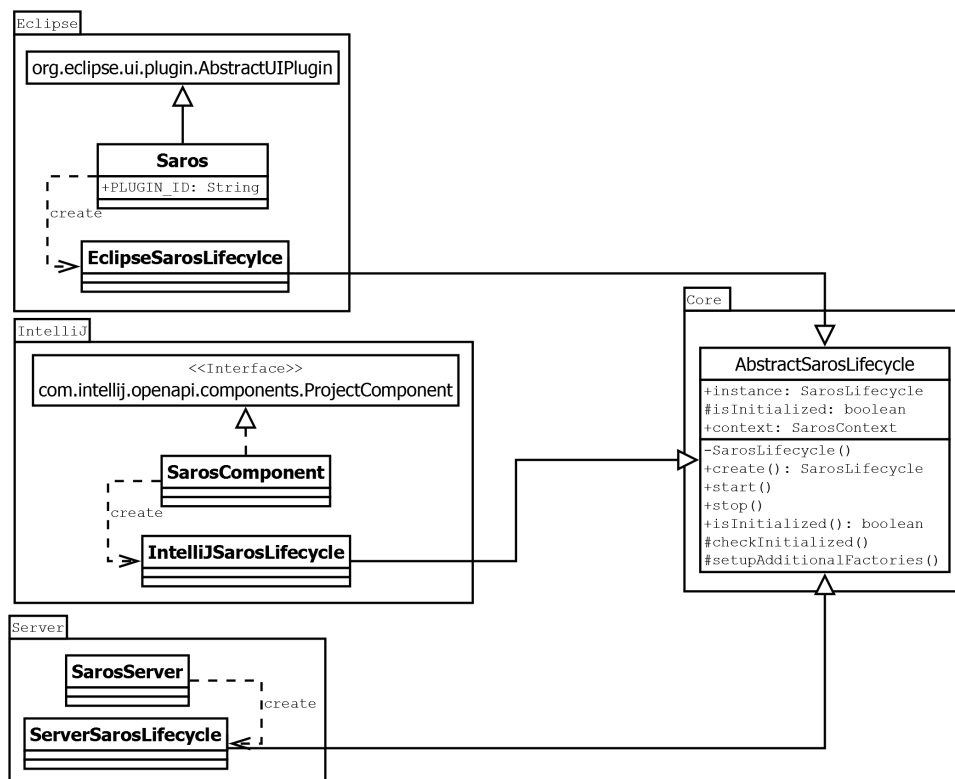 Eclipse
org.eclipse.ui.plugin.AbstractUIPlugin
Saros
+PLUGIN_ID: String
create
EclipseSarosLifecylce
IntelliJ
<<Interface>>
com.intellij.openapi.components.ProjectComponent
SarosComponent
create
IntelliJSarosLifecycle
Server
SarosServer
create
ServerSarosLifecycle
Core
AbstractSarosLifecycle
+instance: SarosLifecycle
#isInitialized: boolean
+context: SarosContext
-SarosLifecycle()
+create(): SarosLifecycle
+start()
+stop()
+isInitialized(): boolean
#checkInitialized()
#setupAdditionalFactories()